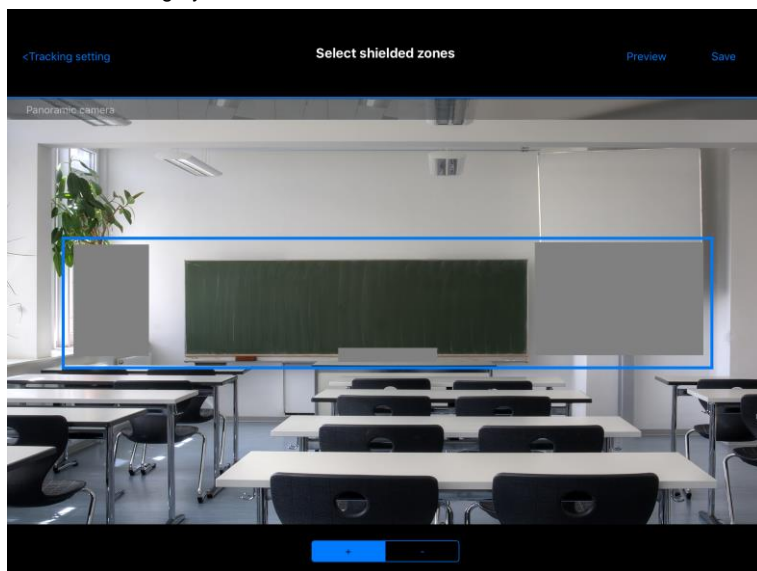 <Tracking setting
Select shielded zones
Preview
Save
Panoramic camera
+
-